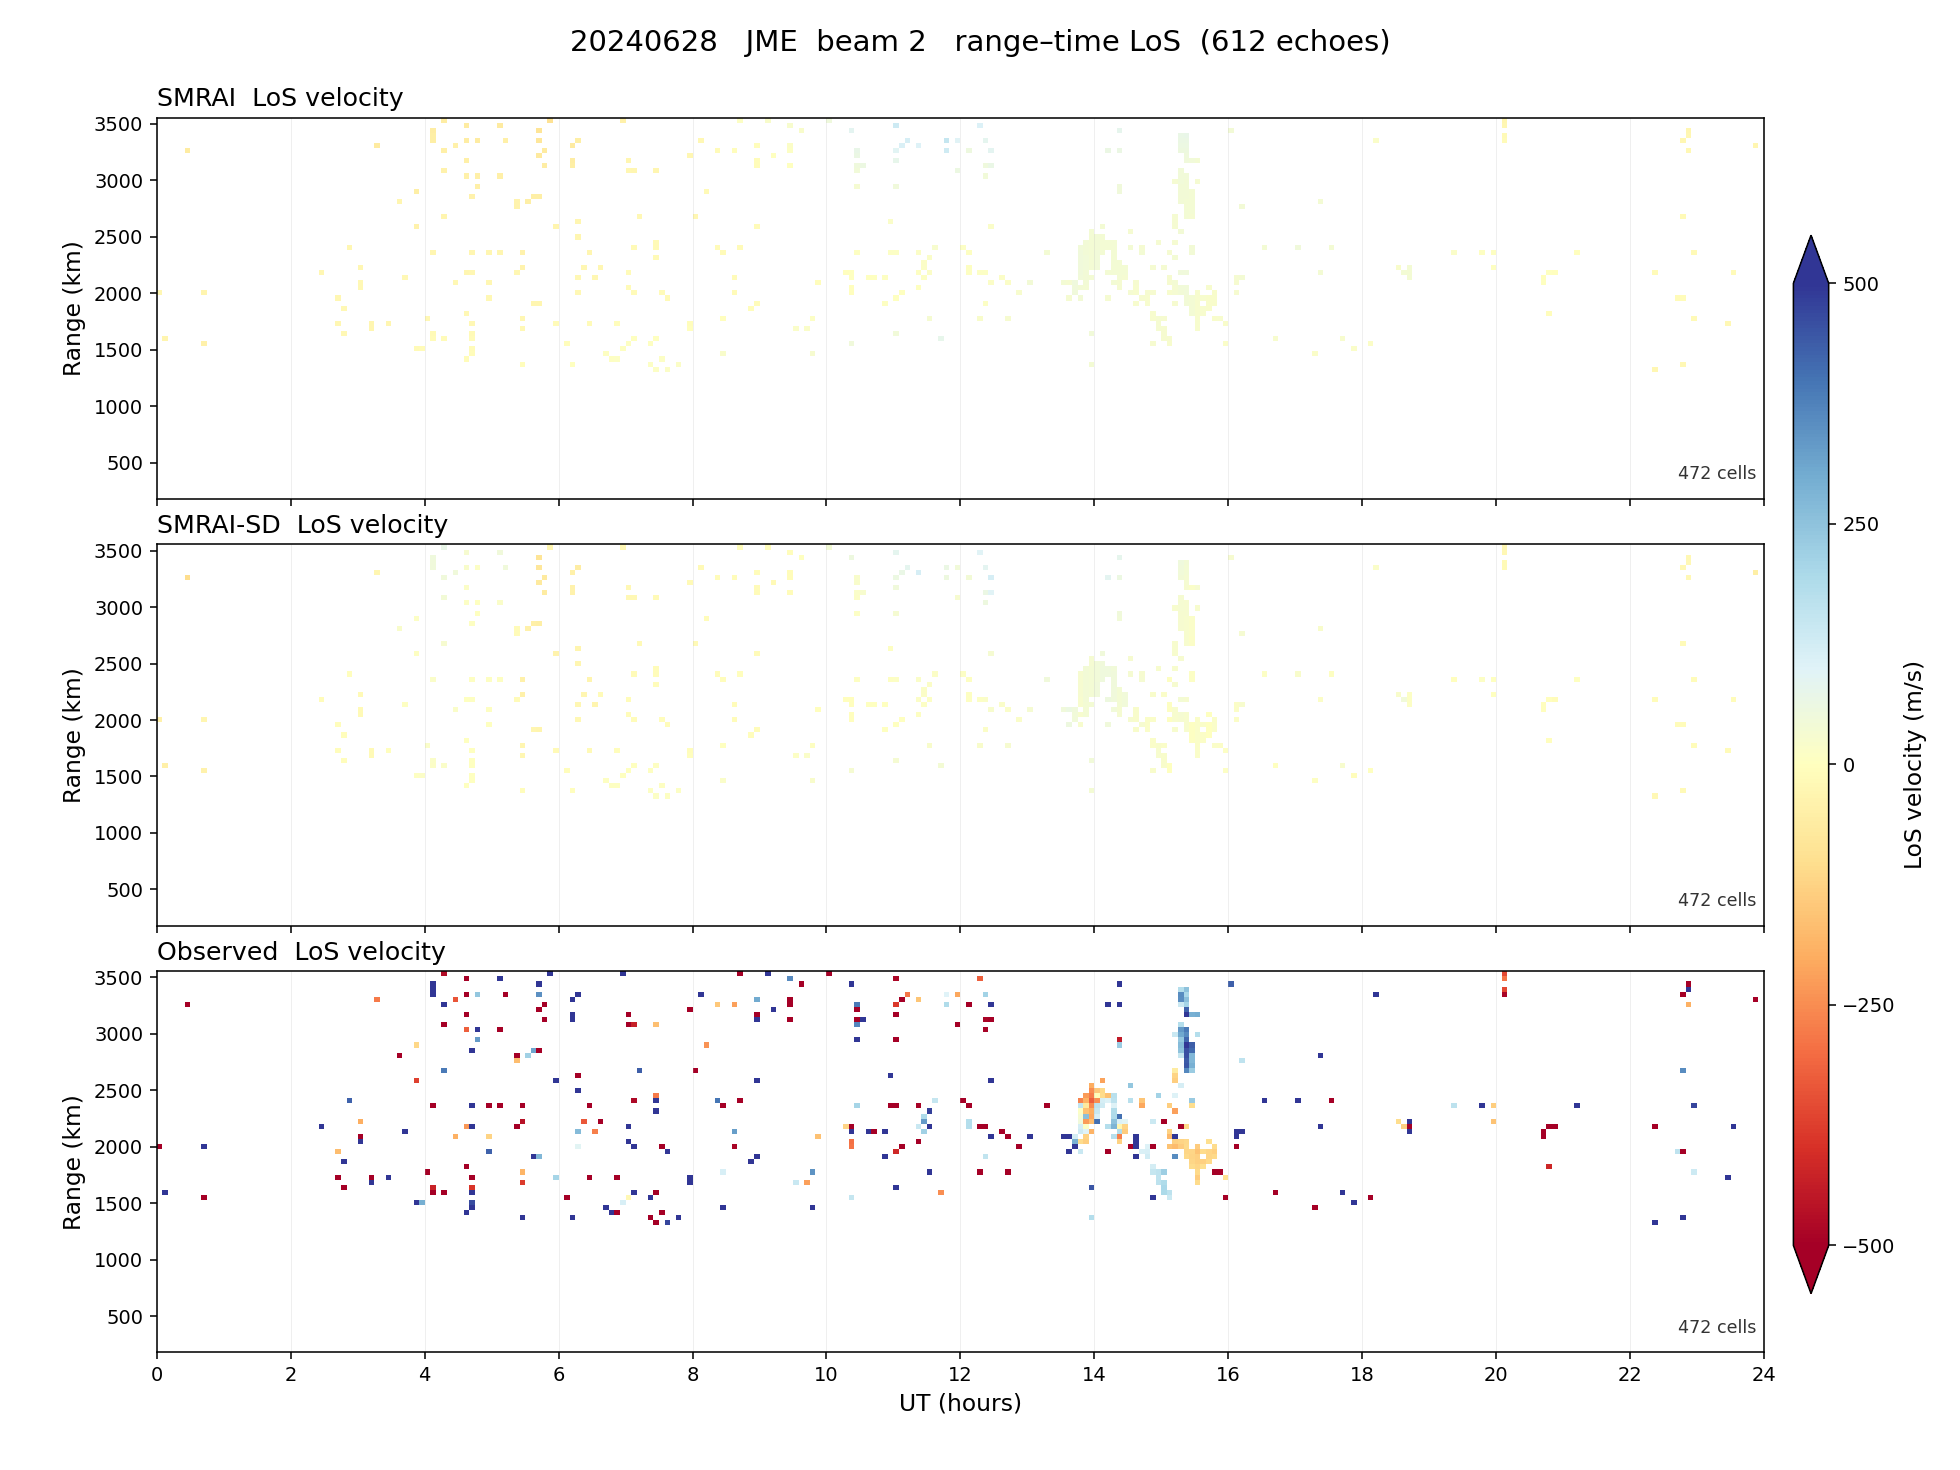 20240628 JME beam 2 range–time LoS (612 echoes)
SMRAI LoS velocity
3500
3000
2500
2000
1500
1000
500
Range (km)
472 cells
SMRAI-SD LoS velocity
3500
3000
2500
2000
1500
1000
500
Range (km)
472 cells
Observed LoS velocity
3500
3000
2500
2000
1500
1000
500
Range (km)
472 cells
0 2 4 6 8 10 12 14 16 18 20 22 24
UT (hours)
500
250
0
−250
−500
LoS velocity (m/s)